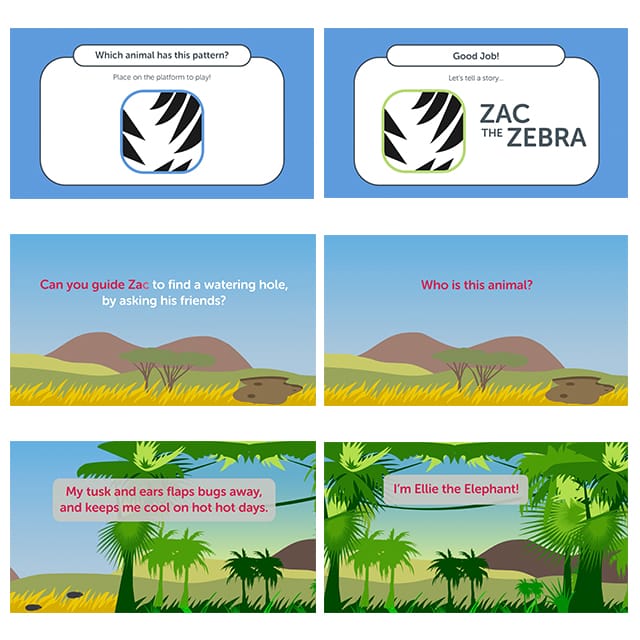 Which animal has this pattern?
Place on the platform to play!
Good Job!
Let's tell a story...
ZAC
THE ZEBRA
Can you guide Zac to find a watering hole,
by asking his friends?
Who is this animal?
My tusk and ears flaps bugs away,
and keeps me cool on hot hot days.
I'm Ellie the Elephant!